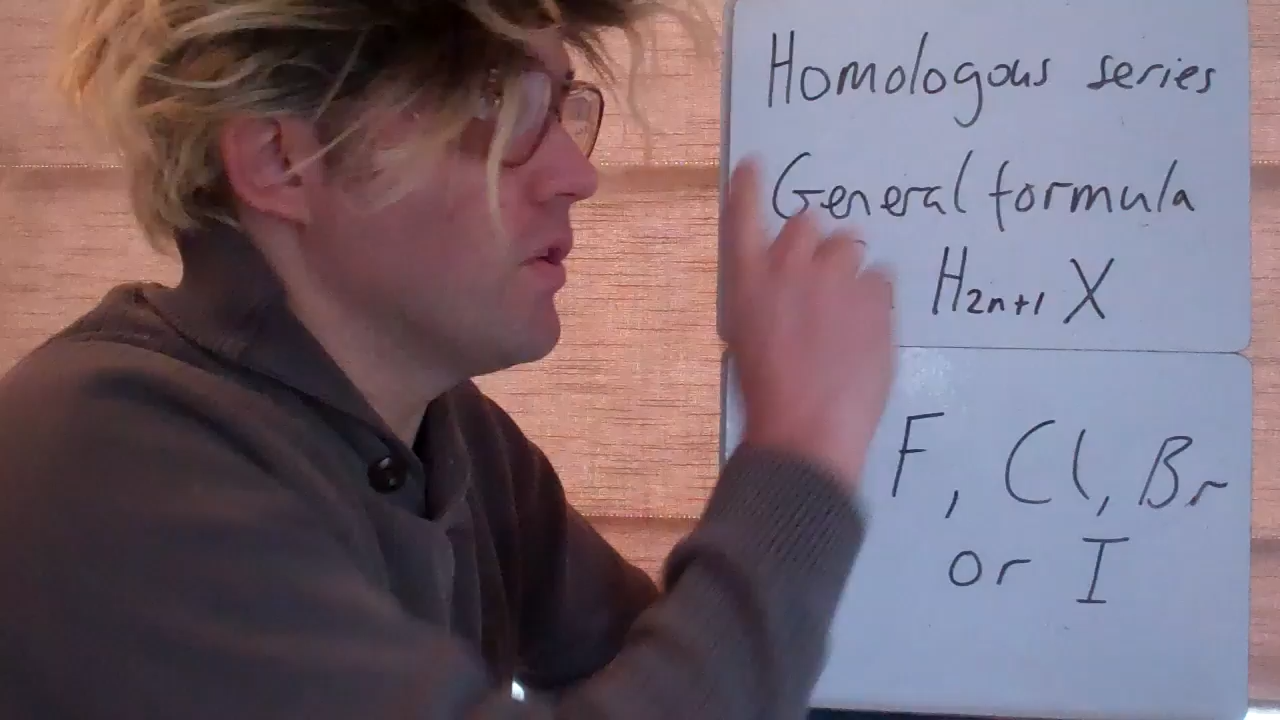 Homologous series
General formula
H2n+1 X
F, Cl, Br
or I